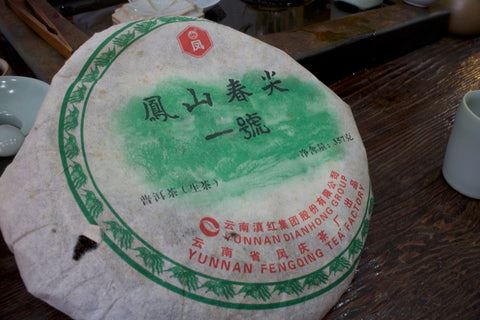 凤
鳳山春尖
一號
普洱茶（生茶）
净含量：357克
云南滇红集团股份有限公司
YUNNAN DIANHONG GROUP
云南省凤庆茶厂出品
YUNNAN FENGQING TEA FACTORY